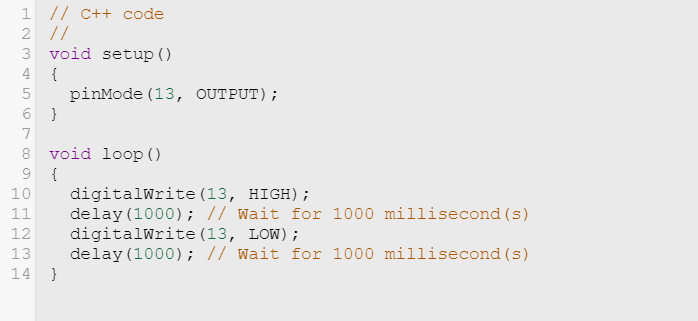 1 // C++ code
2 //
3 void setup()
4 {
5   pinMode(13, OUTPUT);
6 }
7
8 void loop()
9 {
10   digitalWrite(13, HIGH);
11   delay(1000); // Wait for 1000 millisecond(s)
12   digitalWrite(13, LOW);
13   delay(1000); // Wait for 1000 millisecond(s)
14 }